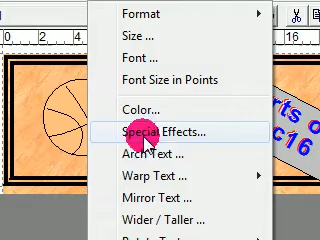 Format
Size ...
Font ...
0
2
4
16
Font Size in Points
Color...
Special Effects...
Arch Text ...
Warp Text ...
Mirror Text ...
Wider / Taller ...
c16